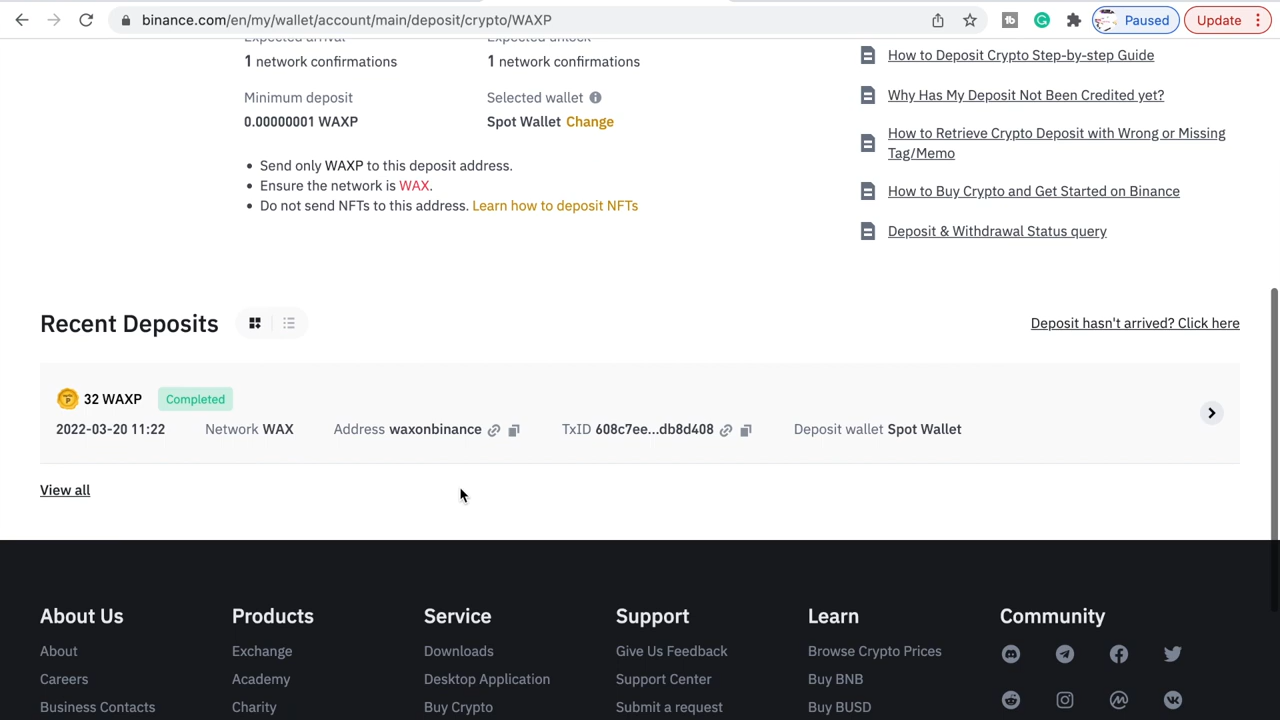 binance.com/en/my/wallet/account/main/deposit/crypto/WAXP
Paused
Update
Expected arrival
Expected unlock
1 network confirmations
1 network confirmations
Minimum deposit
Selected wallet
0.00000001 WAXP
Spot Wallet Change
• Send only WAXP to this deposit address.
• Ensure the network is WAX.
• Do not send NFTs to this address. Learn how to deposit NFTs
How to Deposit Crypto Step-by-step Guide
Why Has My Deposit Not Been Credited yet?
How to Retrieve Crypto Deposit with Wrong or Missing
Tag/Memo
How to Buy Crypto and Get Started on Binance
Deposit & Withdrawal Status query
Recent Deposits
Deposit hasn't arrived? Click here
32 WAXP Completed
2022-03-20 11:22 Network WAX Address waxonbinance TxID 608c7ee...db8d408 Deposit wallet Spot Wallet
View all
About Us
About
Careers
Business Contacts
Products
Exchange
Academy
Charity
Service
Downloads
Desktop Application
Buy Crypto
Support
Give Us Feedback
Support Center
Submit a request
Learn
Browse Crypto Prices
Buy BNB
Buy BUSD
Community